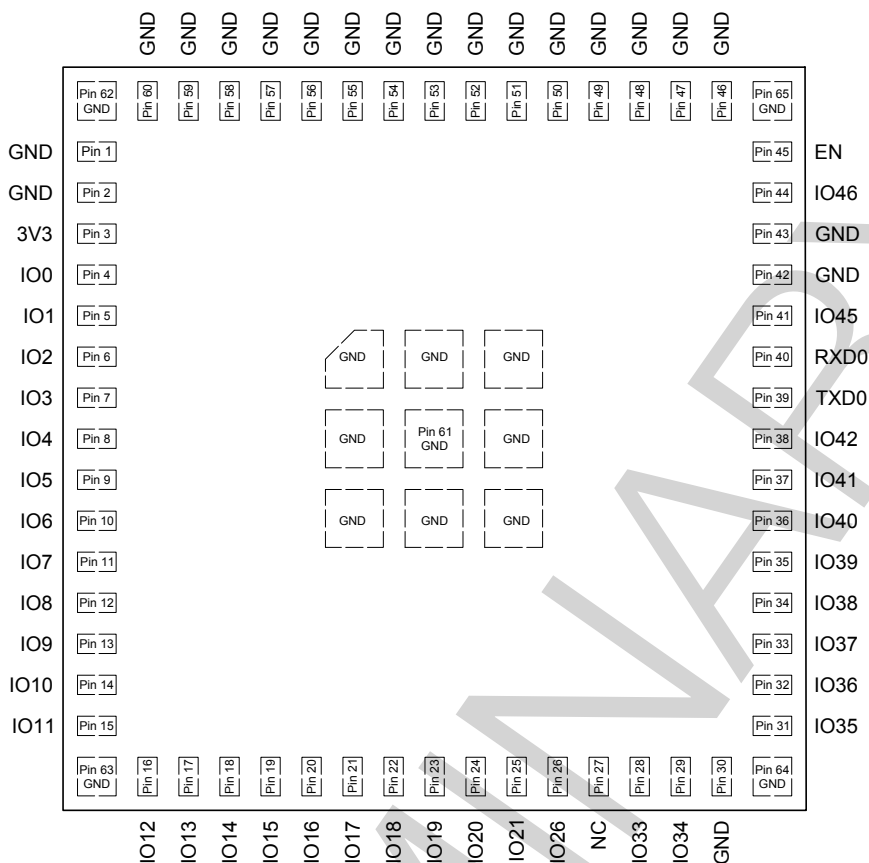 GND GND GND GND GND GND GND GND GND GND GND GND GND GND GND
Pin 62 GND Pin 60 Pin 59 Pin 58 Pin 57 Pin 56 Pin 55 Pin 54 Pin 53 Pin 52 Pin 51 Pin 50 Pin 49 Pin 48 Pin 47 Pin 46 Pin 65 GND
GND Pin 1 Pin 45 EN
GND Pin 2 Pin 44 IO46
3V3 Pin 3 Pin 43 GND
IO0 Pin 4 Pin 42 GND
IO1 Pin 5 Pin 41 IO45
IO2 Pin 6 GND GND GND Pin 40 RXD0
IO3 Pin 7 Pin 39 TXD0
IO4 Pin 8 GND Pin 61 GND GND Pin 38 IO42
IO5 Pin 9 Pin 37 IO41
IO6 Pin 10 GND GND GND Pin 36 IO40
IO7 Pin 11 Pin 35 IO39
IO8 Pin 12 Pin 34 IO38
IO9 Pin 13 Pin 33 IO37
IO10 Pin 14 Pin 32 IO36
IO11 Pin 15 Pin 31 IO35
Pin 63 GND Pin 16 Pin 17 Pin 18 Pin 19 Pin 20 Pin 21 Pin 22 Pin 23 Pin 24 Pin 25 Pin 26 Pin 27 Pin 28 Pin 29 Pin 30 Pin 64 GND
IO12 IO13 IO14 IO15 IO16 IO17 IO18 IO19 IO20 IO21 IO26 NC IO33 IO34 GND
MINARY